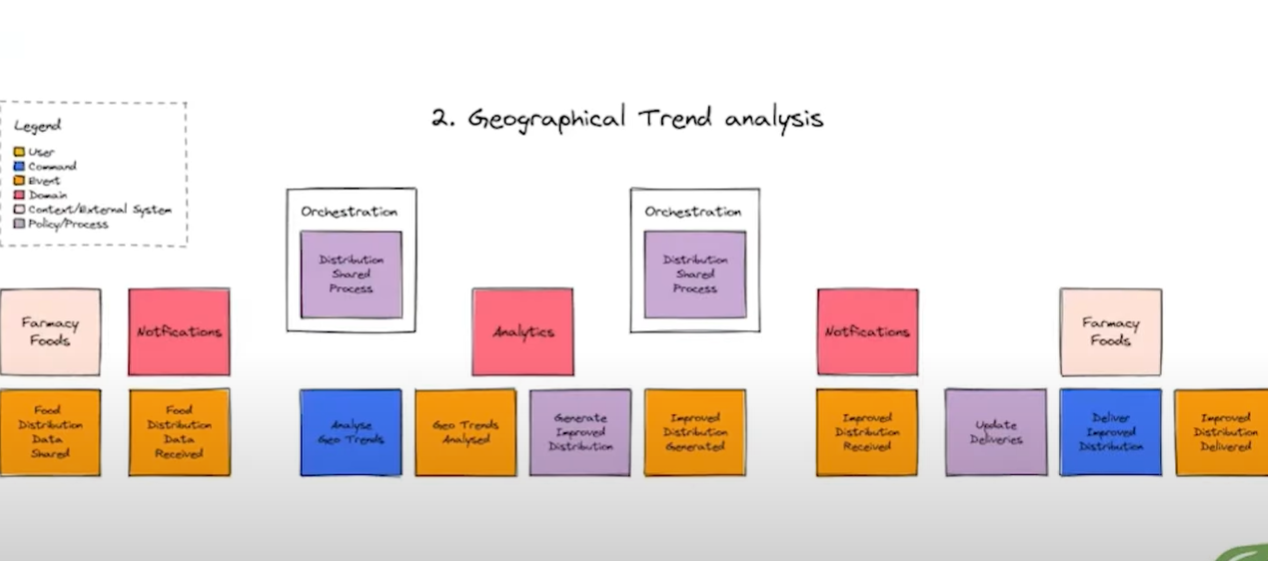 2. Geographical Trend analysis
Legend
User
Command
Event
Domain
Context/External System
Policy/Process
Orchestration
Distribution
Shared
Process
Orchestration
Distribution
Shared
Process
Farmacy
Foods
Notfications
Analytics
Notfications
Farmacy
Foods
Food
Distribution
Data
Shared
Food
Distribution
Data
Received
Analyse
Geo Trends
Geo Trends
Analysed
Generate
Improved
Distribution
Improved
Distribution
Generated
Improved
Distribution
Received
Update
Deliveries
Deliver
Improved
Distribution
Improved
Distribution
Delivered